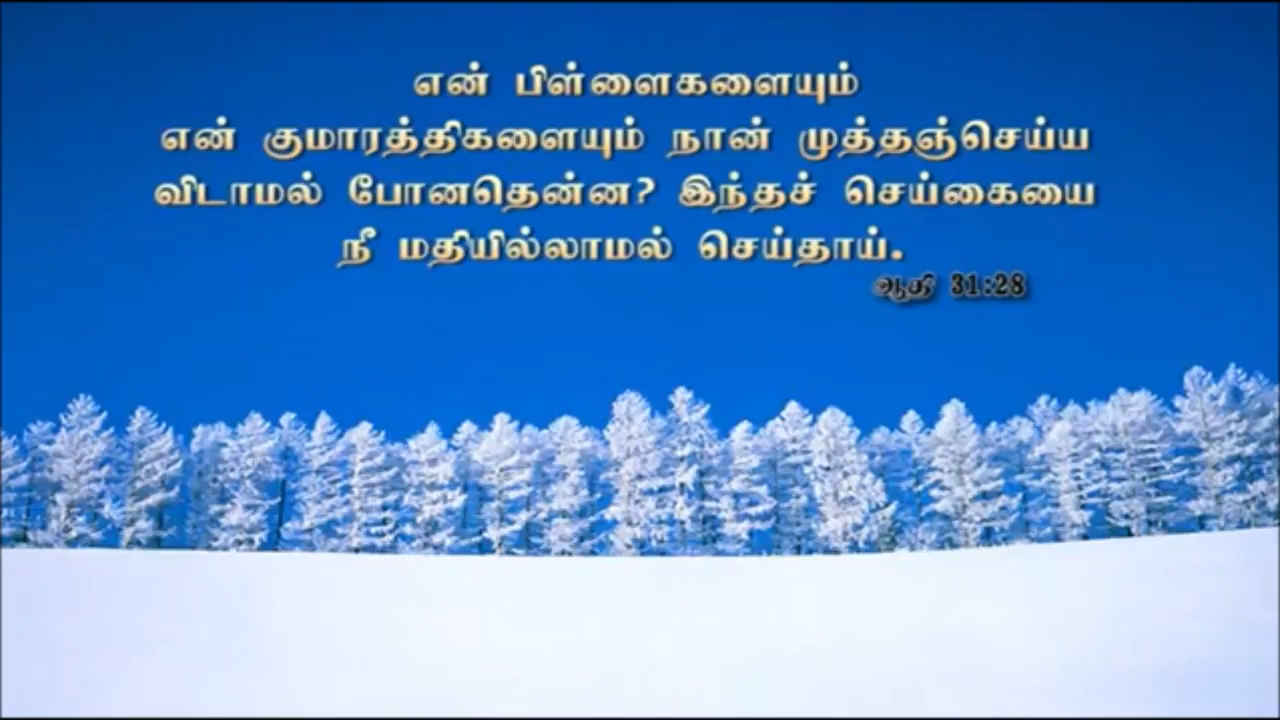 என் பிள்ளைகளையும்
என் குமாரத்திகளையும் நான் முத்தஞ்செய்ய
விடாமல் போனதென்ன? இந்தச் செய்கையை
நீ மதியில்லாமல் செய்தாய்.
ஆதி 31:28